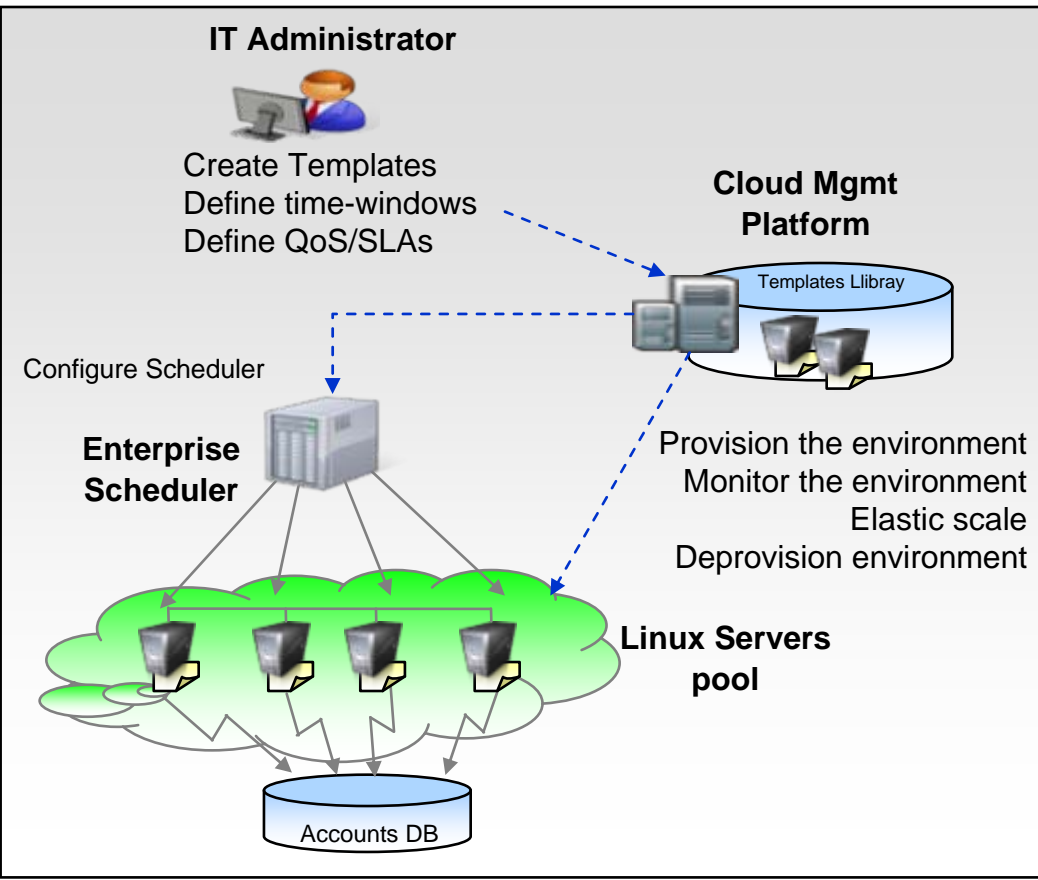 IT Administrator
Create Templates
Define time-windows
Define QoS/SLAs
Cloud Mgmt
Platform
Templates Llibray
Configure Scheduler
Enterprise
Scheduler
Provision the environment
Monitor the environment
Elastic scale
Deprovision environment
Linux Servers
pool
Accounts DB